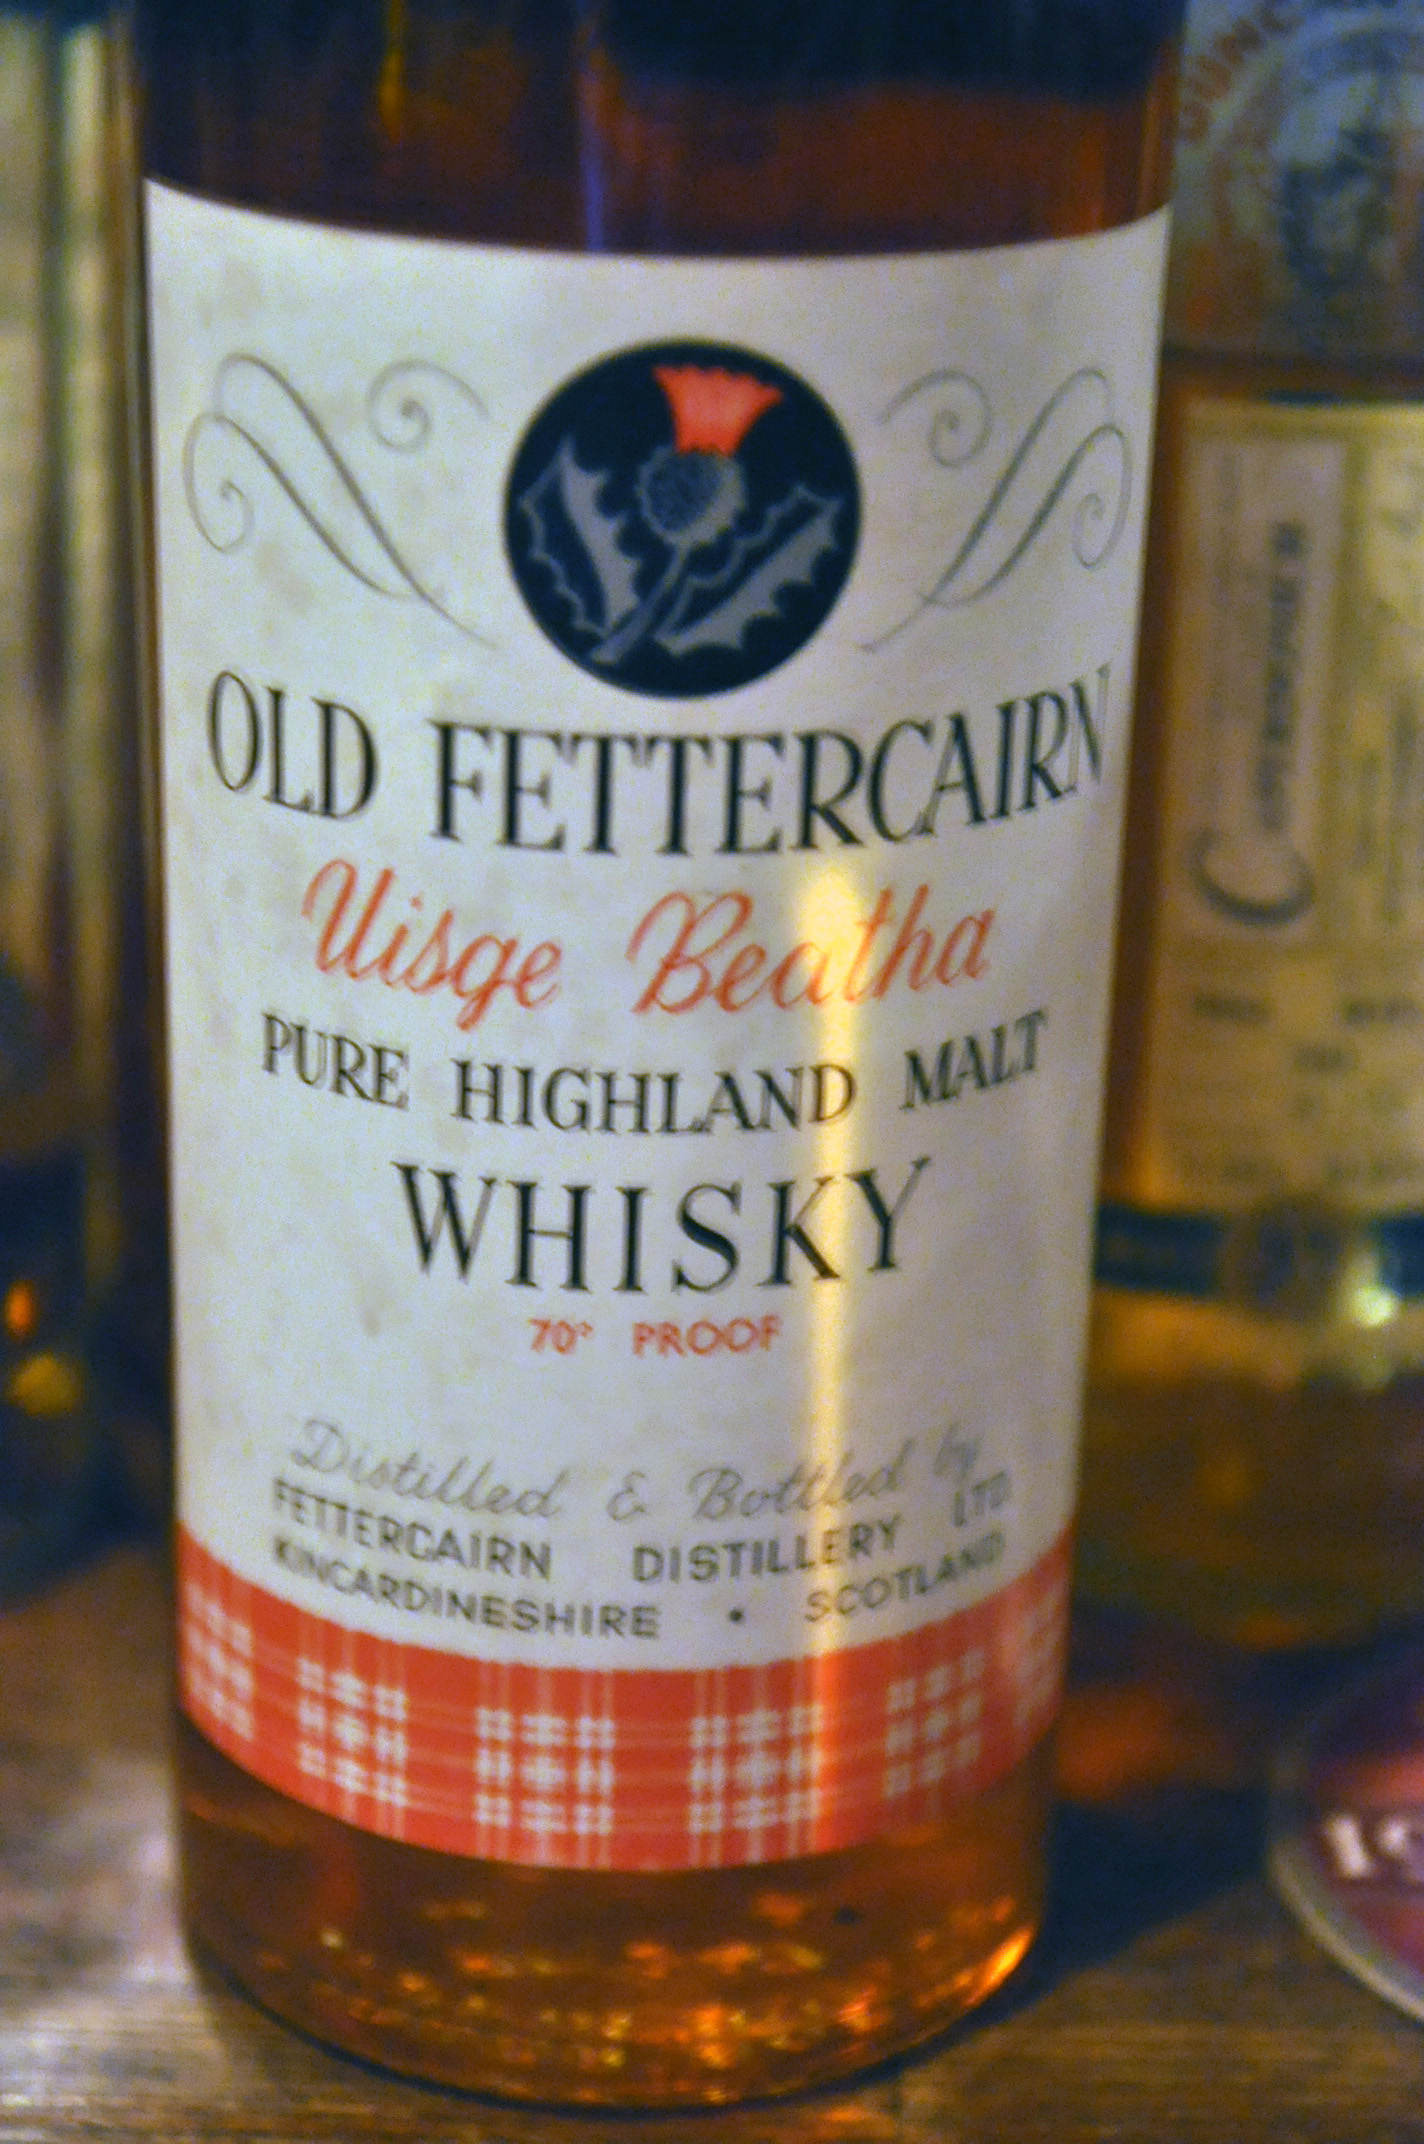 OLD FETTERCAIRN
Uisge Beatha
PURE HIGHLAND MALT
WHISKY
70° PROOF
Distilled & Bottled by
FETTERCAIRN DISTILLERY LTD.
KINCARDINESHIRE • SCOTLAND